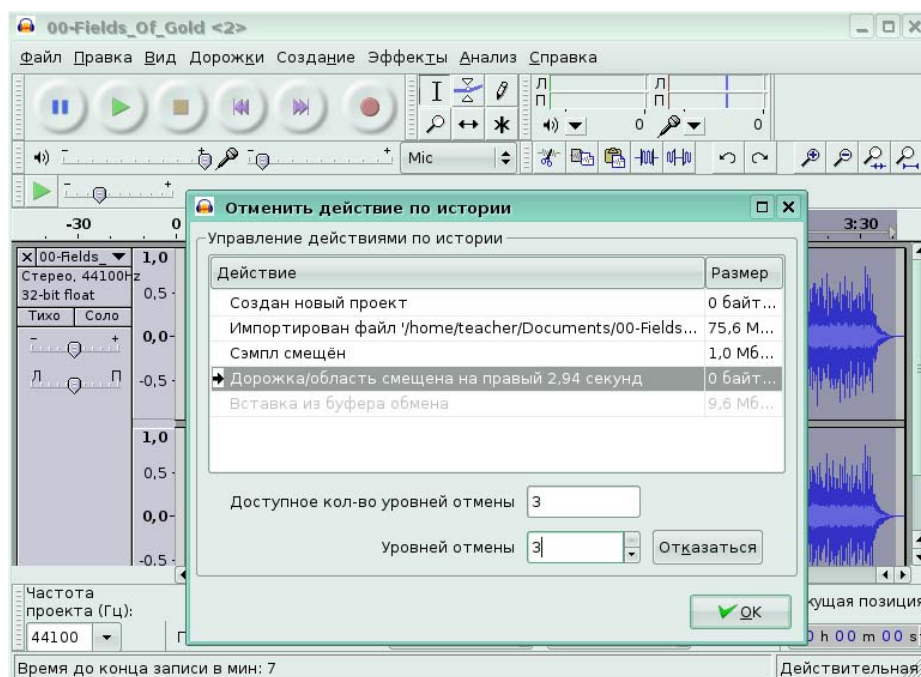 00-Fields_Of_Gold <2>
Файл Правка Вид Дорожки Создание Эффекты Анализ Справка
Л
П
Л
П
0
0
Mic
-30 0 3:30
00-Fields_
Стерео, 44100Hz
32-bit float
Тихо Соло
- +
Л П
1,0
0,5
0,0
-0,5
1,0
0,5
0,0
-0.5
Отменить действие по истории
Управление действиями по истории
Действие Размер
Создан новый проект 0 байт...
Импортирован файл '/home/teacher/Documents/00-Fields... 75,6 М...
Сэмпл смещён 1,0 Мб...
Дорожка/область смещена на правый 2,94 секунд 0 байт...
Вставка из буфера обмена 9,6 Мб...
Доступное кол-во уровней отмены 3
Уровней отмены 3 Отказаться
OK
Частота
проекта (Гц):
44100
кущая позиция
0 h 00 m 00 s
Время до конца записи в мин: 7
Действительная